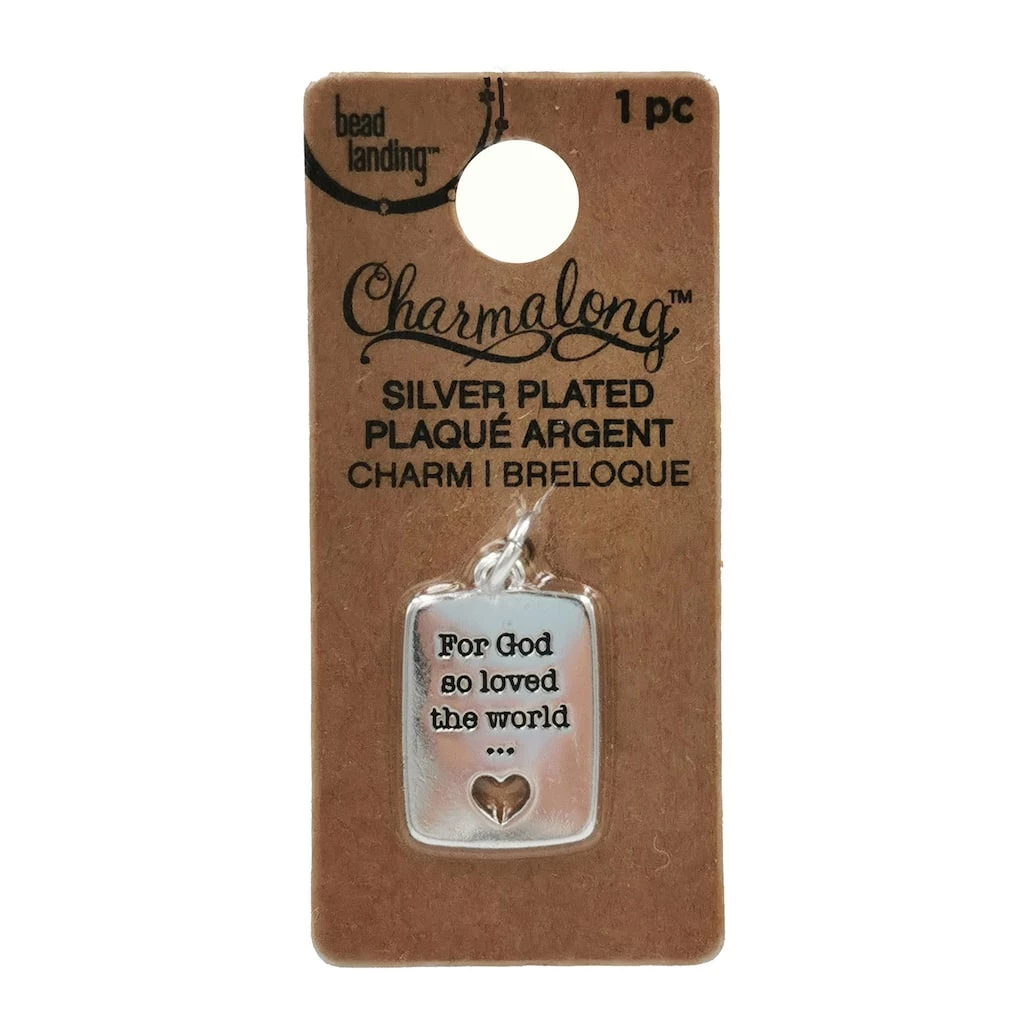 bead
landing™
1 pc
Charmalong™
SILVER PLATED
PLAQUÉ ARGENT
CHARM | BRELOQUE
For God
so loved
the world
...